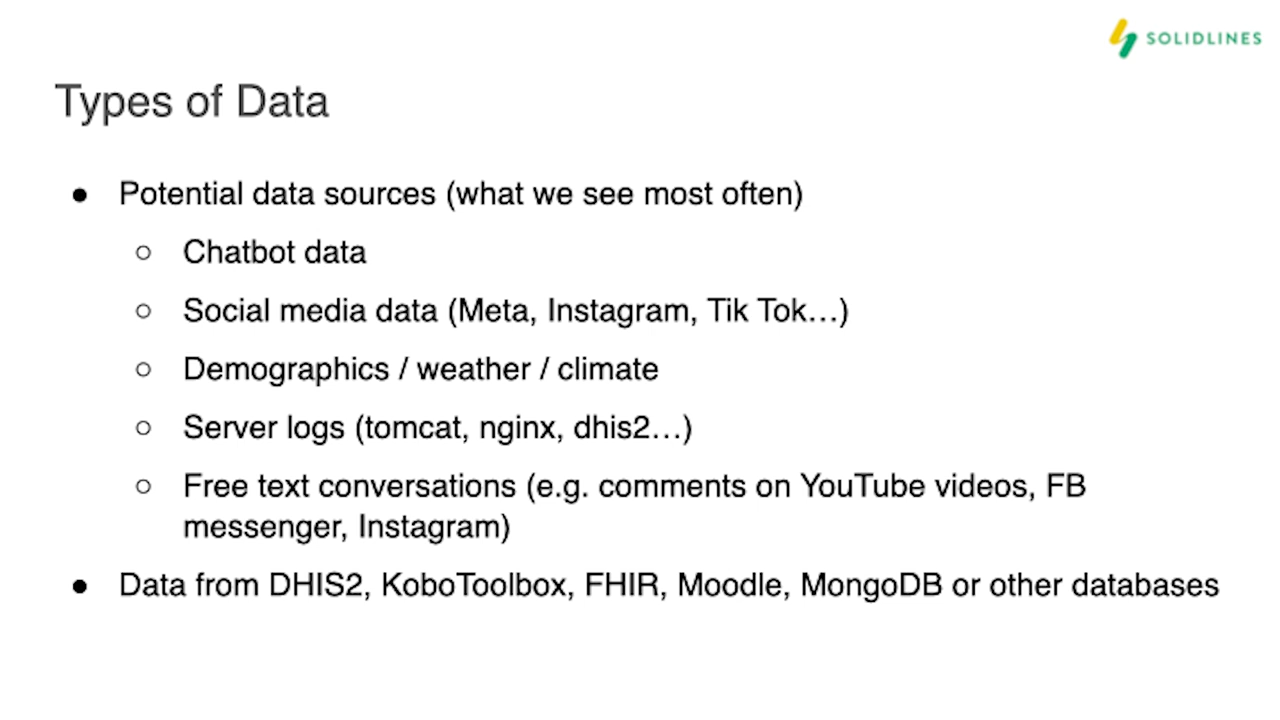 SOLIDLINES
Types of Data
● Potential data sources (what we see most often)
○ Chatbot data
○ Social media data (Meta, Instagram, Tik Tok…)
○ Demographics / weather / climate
○ Server logs (tomcat, nginx, dhis2…)
○ Free text conversations (e.g. comments on YouTube videos, FB
messenger, Instagram)
● Data from DHIS2, KoboToolbox, FHIR, Moodle, MongoDB or other databases